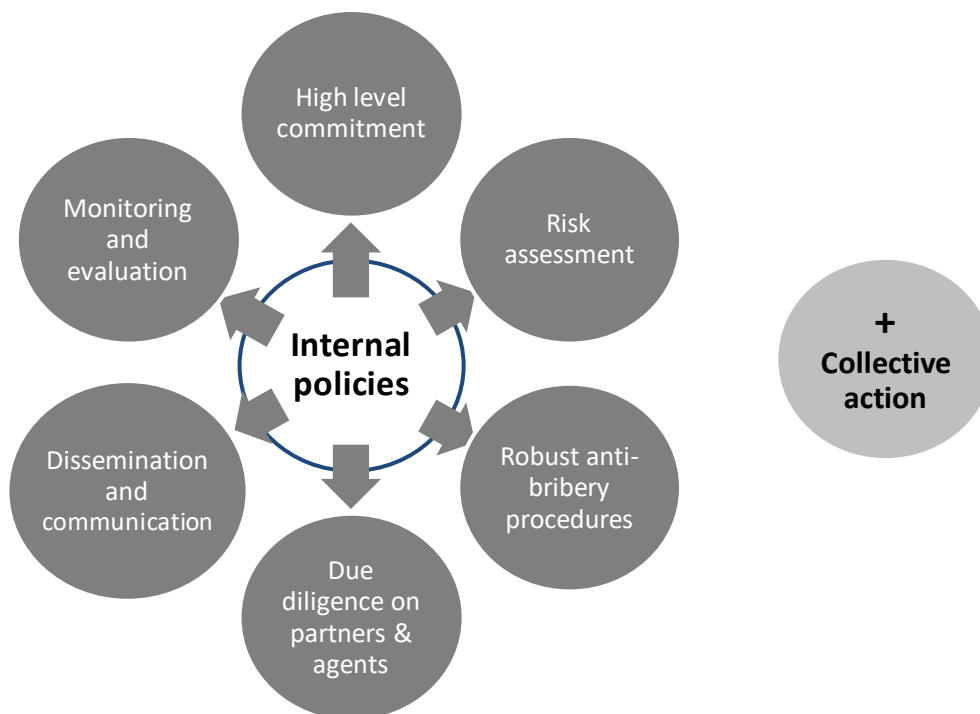 High level
commitment
Monitoring
and
evaluation
Risk
assessment
Internal
policies
+
Collective
action
Dissemination
and
communication
Robust anti-
bribery
procedures
Due
diligence on
partners &
agents